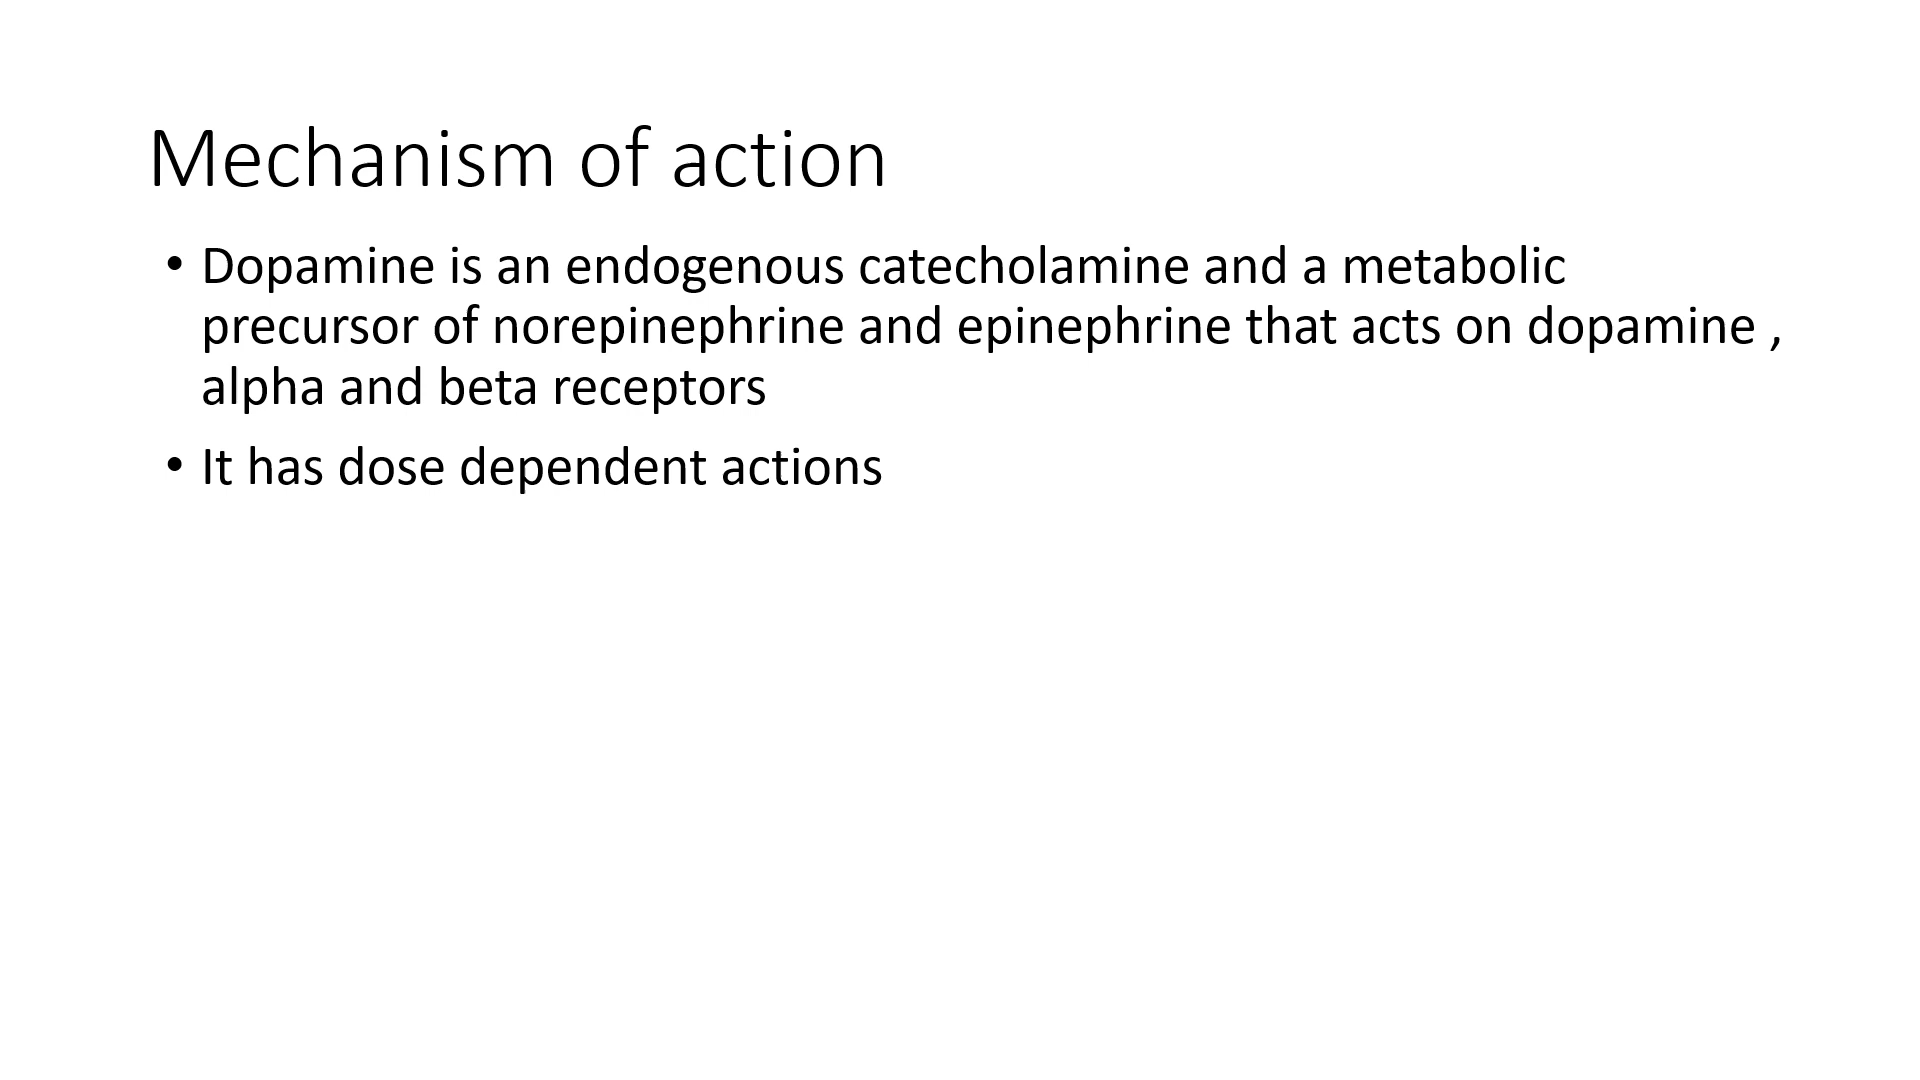 Mechanism of action
• Dopamine is an endogenous catecholamine and a metabolic
precursor of norepinephrine and epinephrine that acts on dopamine ,
alpha and beta receptors
• It has dose dependent actions